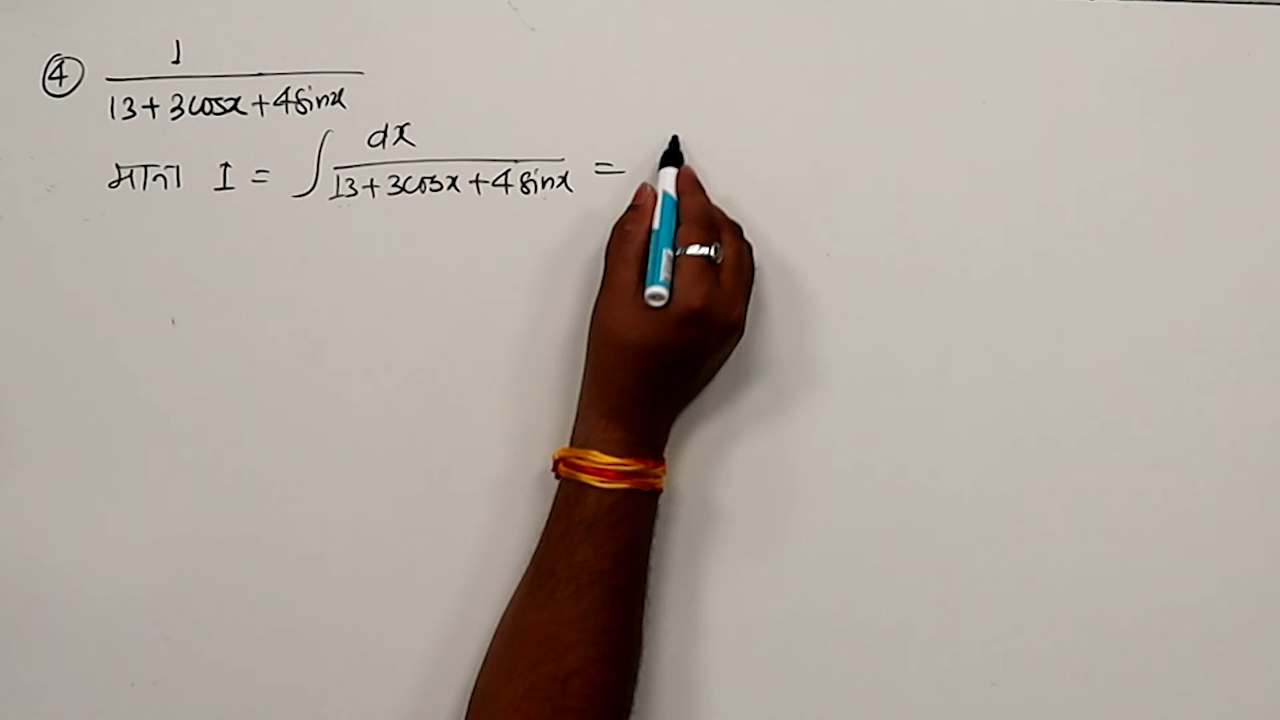 ④ 1 / 13+3cosx+4sinx
माना I = ∫ dx / 13+3cosx+4sinx =